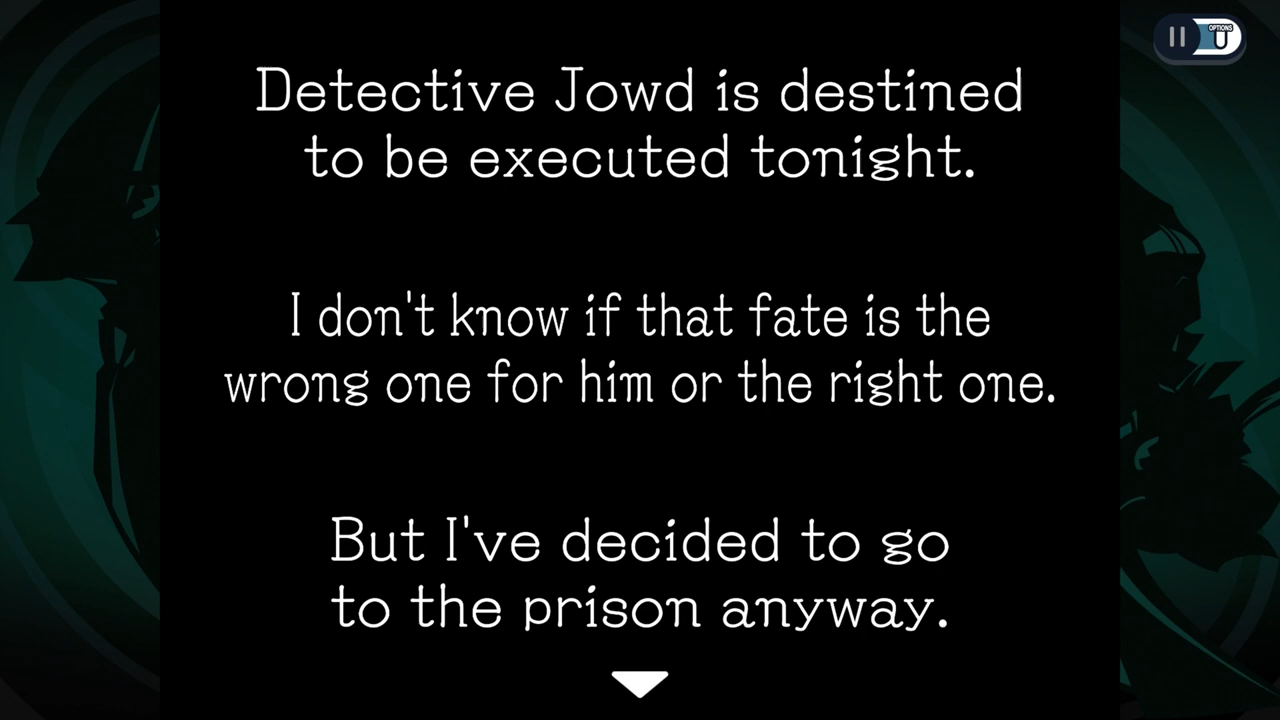 OPTIONS
Detective Jowd is destined
to be executed tonight.
I don't know if that fate is the
wrong one for him or the right one.
But I've decided to go
to the prison anyway.